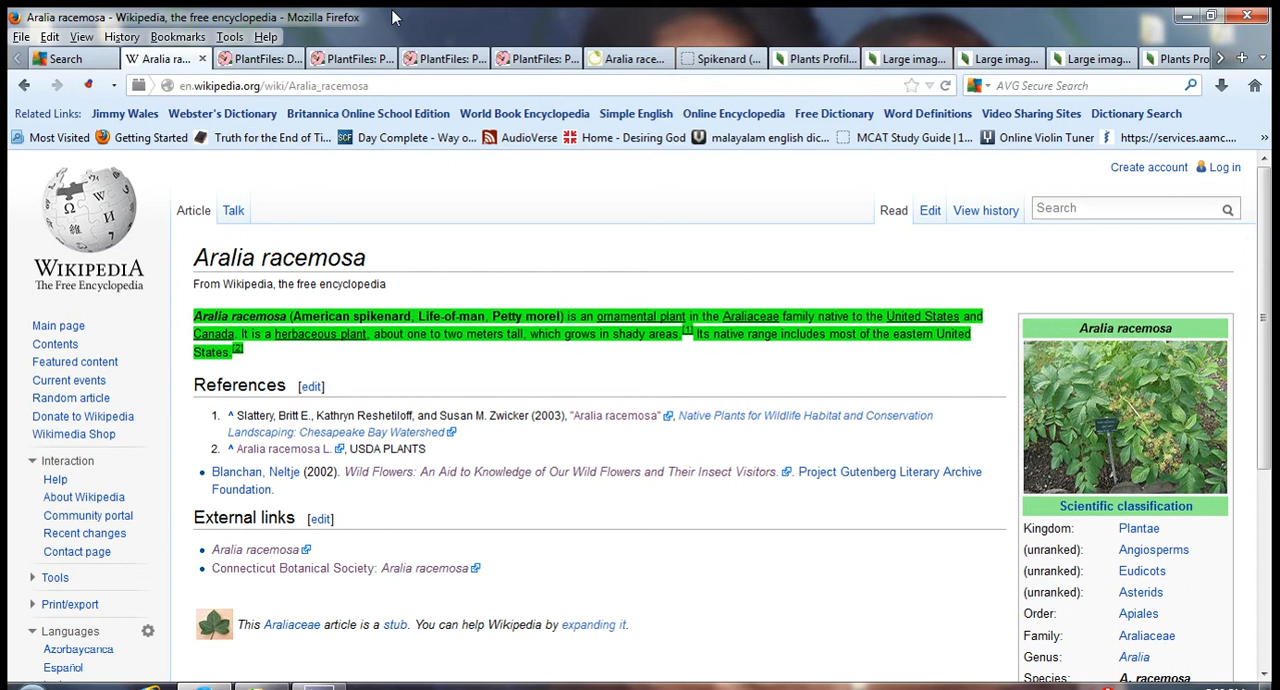 Aralia racemosa - Wikipedia, the free encyclopedia - Mozilla Firefox
File Edit View History Bookmarks Tools Help
Search W Aralia ra... PlantFiles: D... PlantFiles: P... PlantFiles: P... PlantFiles: P... Aralia race... Spikenard (... Plants Profil... Large imag... Large imag... Large imag... Plants Pro
en.wikipedia.org/wiki/Aralia_racemosa AVG Secure Search
Related Links: Jimmy Wales Webster's Dictionary Britannica Online School Edition World Book Encyclopedia Simple English Online Encyclopedia Free Dictionary Word Definitions Video Sharing Sites Dictionary Search
Most Visited Getting Started Truth for the End of Ti... SCF Day Complete - Way o... AudioVerse Home - Desiring God malayalam english dic... MCAT Study Guide | 1... Online Violin Tuner https://services.aamc....
Create account Log in
Article Talk Read Edit View history Search
WIKIPEDIA
The Free Encyclopedia
Main page
Contents
Featured content
Current events
Random article
Donate to Wikipedia
Wikimedia Shop
Interaction
Help
About Wikipedia
Community portal
Recent changes
Contact page
Tools
Print/export
Languages
Azərbaycanca
Español
Aralia racemosa
From Wikipedia, the free encyclopedia
Aralia racemosa (American spikenard, Life-of-man, Petty morel) is an ornamental plant in the Araliaceae family native to the United States and
Canada. It is a herbaceous plant, about one to two meters tall, which grows in shady areas.[1] Its native range includes most of the eastern United
States.[2]
References [edit]
1. ^ Slattery, Britt E., Kathryn Reshetiloff, and Susan M. Zwicker (2003), "Aralia racemosa", Native Plants for Wildlife Habitat and Conservation
Landscaping: Chesapeake Bay Watershed
2. ^ Aralia racemosa L., USDA PLANTS
Blanchan, Neltje (2002). Wild Flowers: An Aid to Knowledge of Our Wild Flowers and Their Insect Visitors. Project Gutenberg Literary Archive
Foundation.
External links [edit]
Aralia racemosa
Connecticut Botanical Society: Aralia racemosa
This Araliaceae article is a stub. You can help Wikipedia by expanding it.
Aralia racemosa
Scientific classification
Kingdom: Plantae
(unranked): Angiosperms
(unranked): Eudicots
(unranked): Asterids
Order: Apiales
Family: Araliaceae
Genus: Aralia
Species: A. racemosa